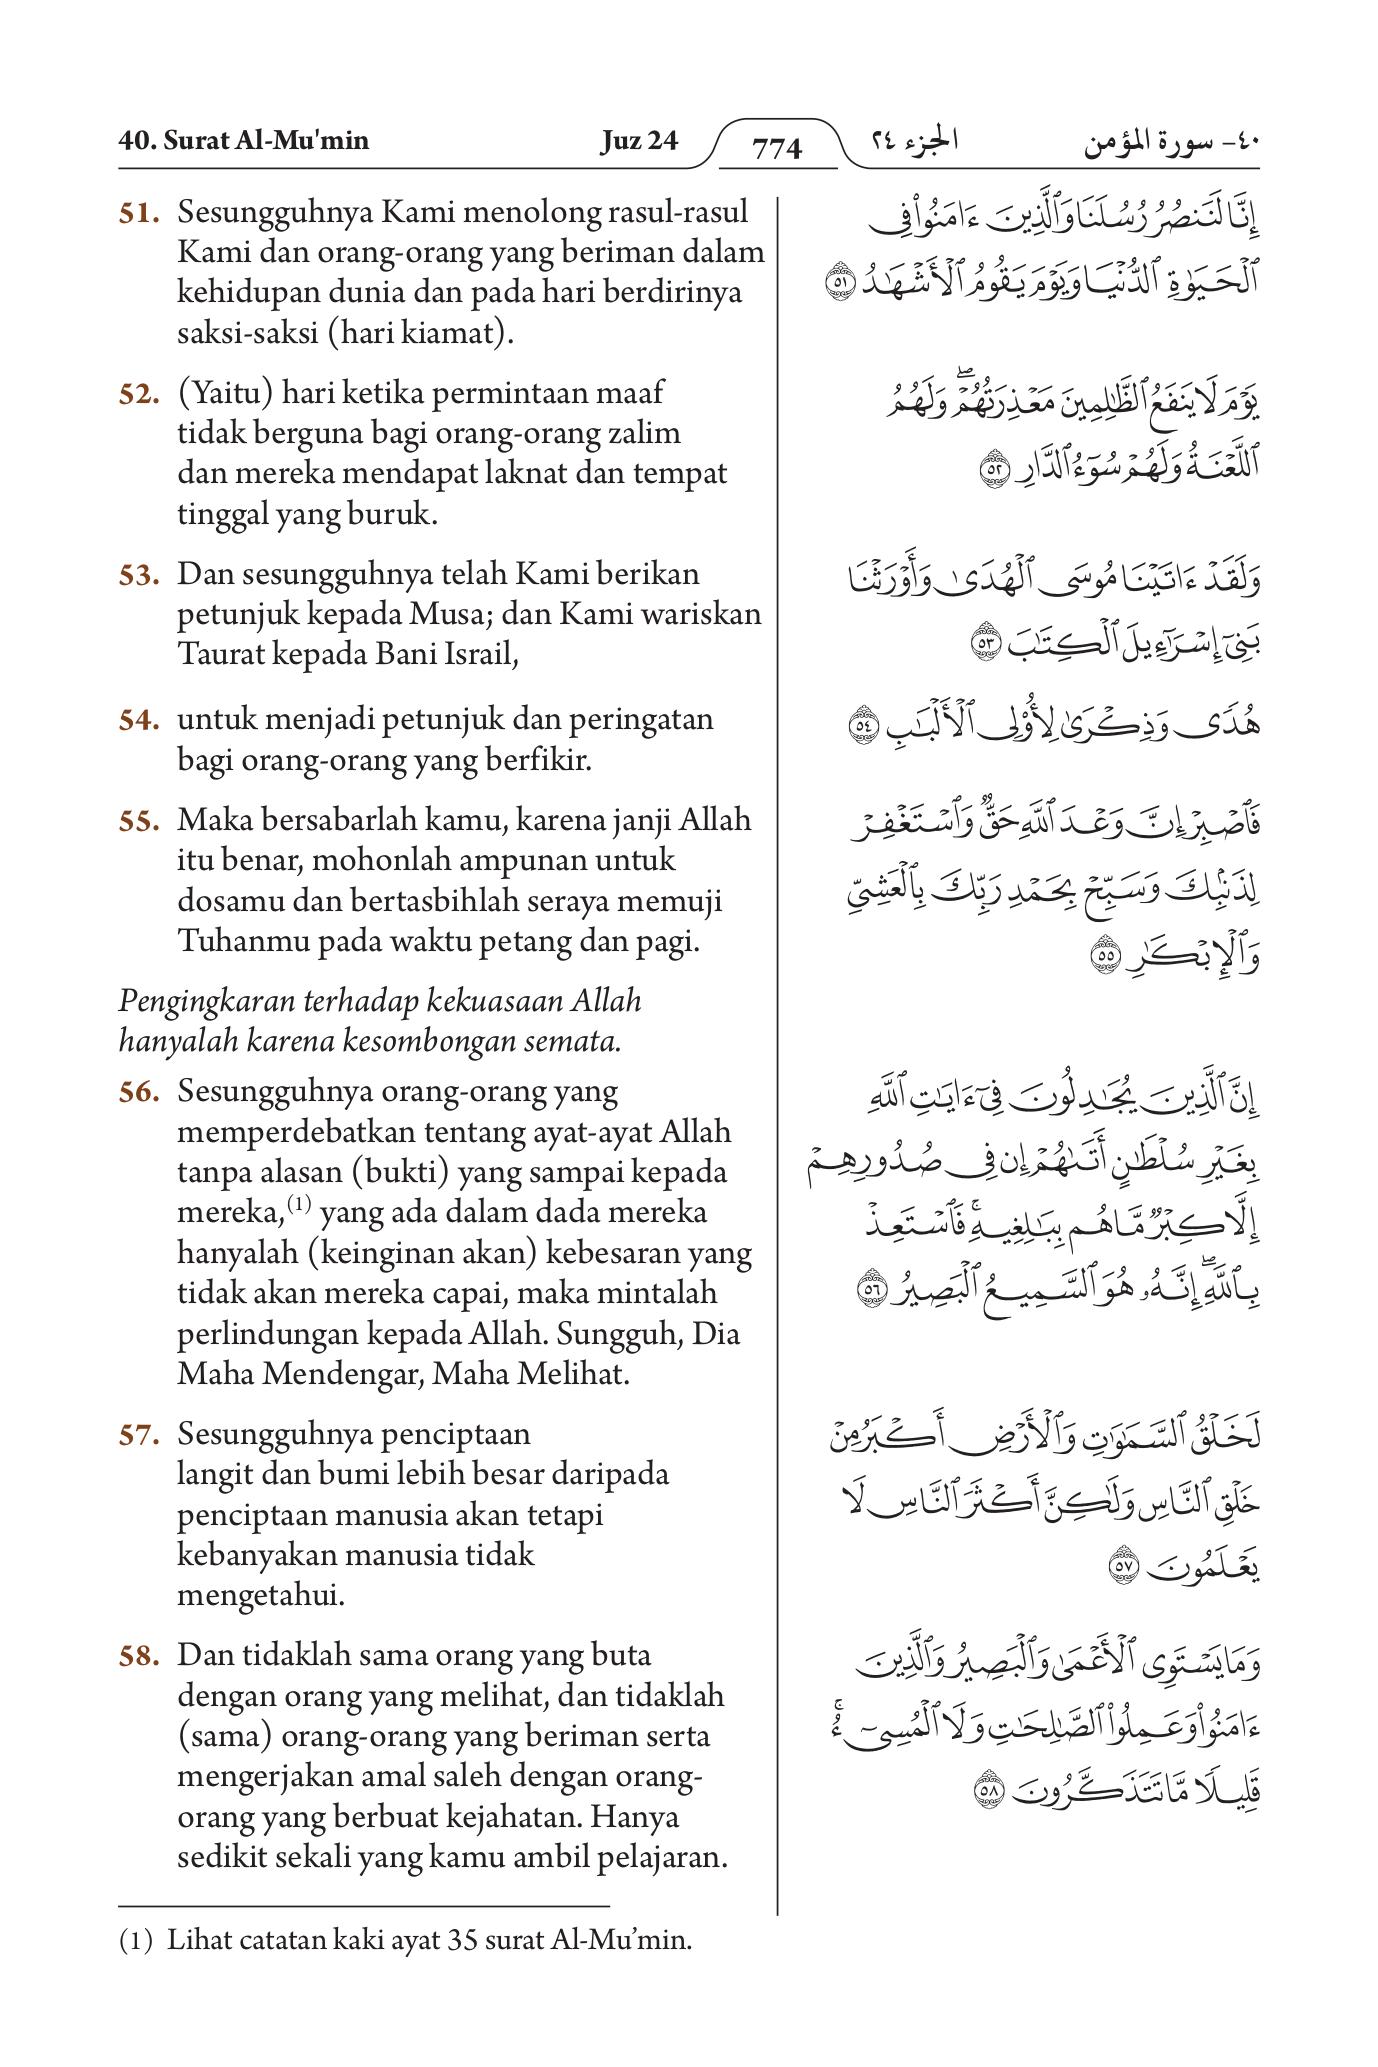 40. Surat Al-Mu'min
Juz 24
774
الجزء ٢٤
٤٠- سورة المؤمن
51. Sesungguhnya Kami menolong rasul-rasul
Kami dan orang-orang yang beriman dalam
kehidupan dunia dan pada hari berdirinya
saksi-saksi (hari kiamat).
52. (Yaitu) hari ketika permintaan maaf
tidak berguna bagi orang-orang zalim
dan mereka mendapat laknat dan tempat
tinggal yang buruk.
53. Dan sesungguhnya telah Kami berikan
petunjuk kepada Musa; dan Kami wariskan
Taurat kepada Bani Israil,
54. untuk menjadi petunjuk dan peringatan
bagi orang-orang yang berfikir.
55. Maka bersabarlah kamu, karena janji Allah
itu benar, mohonlah ampunan untuk
dosamu dan bertasbihlah seraya memuji
Tuhanmu pada waktu petang dan pagi.
Pengingkaran terhadap kekuasaan Allah
hanyalah karena kesombongan semata.
56. Sesungguhnya orang-orang yang
memperdebatkan tentang ayat-ayat Allah
tanpa alasan (bukti) yang sampai kepada
mereka,(1) yang ada dalam dada mereka
hanyalah (keinginan akan) kebesaran yang
tidak akan mereka capai, maka mintalah
perlindungan kepada Allah. Sungguh, Dia
Maha Mendengar, Maha Melihat.
57. Sesungguhnya penciptaan
langit dan bumi lebih besar daripada
penciptaan manusia akan tetapi
kebanyakan manusia tidak
mengetahui.
58. Dan tidaklah sama orang yang buta
dengan orang yang melihat, dan tidaklah
(sama) orang-orang yang beriman serta
mengerjakan amal saleh dengan orang-
orang yang berbuat kejahatan. Hanya
sedikit sekali yang kamu ambil pelajaran.
إِنَّا لَنَنصُرُ رُسُلَنَا وَٱلَّذِينَ ءَامَنُوا۟ فِى
ٱلْحَيَوٰةِ ٱلدُّنْيَا وَيَوْمَ يَقُومُ ٱلْأَشْهَـٰدُ ٥١
يَوْمَ لَا يَنفَعُ ٱلظَّـٰلِمِينَ مَعْذِرَتُهُمْ ۖ وَلَهُمُ
ٱللَّعْنَةُ وَلَهُمْ سُوٓءُ ٱلدَّارِ ٥٢
وَلَقَدْ ءَاتَيْنَا مُوسَى ٱلْهُدَىٰ وَأَوْرَثْنَا
بَنِىٓ إِسْرَٰٓءِيلَ ٱلْكِتَـٰبَ ٥٣
هُدًى وَذِكْرَىٰ لِأُو۟لِى ٱلْأَلْبَـٰبِ ٥٤
فَٱصْبِرْ إِنَّ وَعْدَ ٱللَّهِ حَقٌّ وَٱسْتَغْفِرْ
لِذَنۢبِكَ وَسَبِّحْ بِحَمْدِ رَبِّكَ بِٱلْعَشِىِّ
وَٱلْإِبْكَـٰرِ ٥٥
إِنَّ ٱلَّذِينَ يُجَـٰدِلُونَ فِىٓ ءَايَـٰتِ ٱللَّهِ
بِغَيْرِ سُلْطَـٰنٍ أَتَىٰهُمْ إِن فِى صُدُورِهِمْ
إِلَّا كِبْرٌ مَّا هُم بِبَـٰلِغِيهِ ۚ فَٱسْتَعِذْ
بِٱللَّهِ ۖ إِنَّهُۥ هُوَ ٱلسَّمِيعُ ٱلْبَصِيرُ ٥٦
لَخَلْقُ ٱلسَّمَـٰوَٰتِ وَٱلْأَرْضِ أَكْبَرُ مِنْ
خَلْقِ ٱلنَّاسِ وَلَـٰكِنَّ أَكْثَرَ ٱلنَّاسِ لَا
يَعْلَمُونَ ٥٧
وَمَا يَسْتَوِى ٱلْأَعْمَىٰ وَٱلْبَصِيرُ وَٱلَّذِينَ
ءَامَنُوا۟ وَعَمِلُوا۟ ٱلصَّـٰلِحَـٰتِ وَلَا ٱلْمُسِىٓءُ ۚ
قَلِيلًا مَّا تَتَذَكَّرُونَ ٥٨
(1) Lihat catatan kaki ayat 35 surat Al-Mu’min.